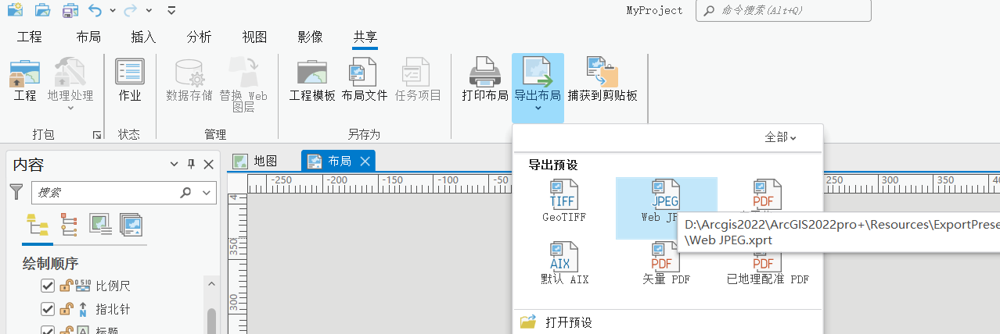 MyProject
命令搜索(Alt+Q)
工程 布局 插入 分析 视图 影像 共享
工程 地理处理 作业 数据存储 替换 Web 图层 工程模板 布局文件 任务项目 打印布局 导出布局 捕获到剪贴板
打包 状态 管理 另存为
全部
内容
地图 布局
导出预设
-250 -200 -150 -100 -50 250 300 350
搜索
TIFF JPEG PDF
GeoTIFF Web
D:\Arcgis2022\ArcGIS2022pro+\Resources\ExportPrese
\Web JPEG.xprt
350
AIX PDF PDF
默认 AIX 矢量 PDF 已地理配准 PDF
绘制顺序
0 5 10 比例尺
N 指北针
300
A 标题
打开预设